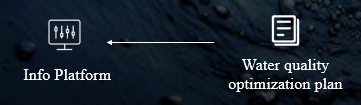 Info Platform
Water quality
optimization plan